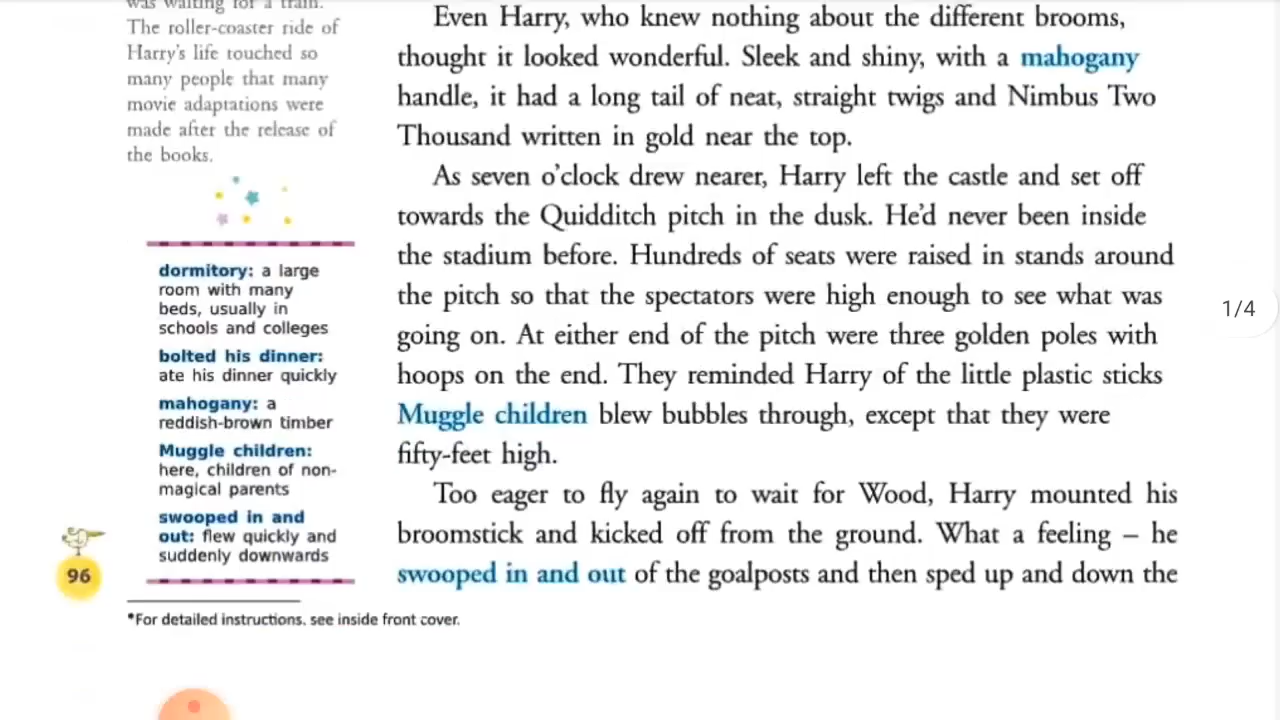 was waiting for a train.
The roller-coaster ride of
Harry's life touched so
many people that many
movie adaptations were
made after the release of
the books.
dormitory: a large
room with many
beds, usually in
schools and colleges
bolted his dinner:
ate his dinner quickly
mahogany: a
reddish-brown timber
Muggle children:
here, children of non-
magical parents
swooped in and
out: flew quickly and
suddenly downwards
96
*For detailed instructions, see inside front cover.
Even Harry, who knew nothing about the different brooms,
thought it looked wonderful. Sleek and shiny, with a mahogany
handle, it had a long tail of neat, straight twigs and Nimbus Two
Thousand written in gold near the top.
As seven o'clock drew nearer, Harry left the castle and set off
towards the Quidditch pitch in the dusk. He'd never been inside
the stadium before. Hundreds of seats were raised in stands around
the pitch so that the spectators were high enough to see what was
going on. At either end of the pitch were three golden poles with
hoops on the end. They reminded Harry of the little plastic sticks
Muggle children blew bubbles through, except that they were
fifty-feet high.
Too eager to fly again to wait for Wood, Harry mounted his
broomstick and kicked off from the ground. What a feeling – he
swooped in and out of the goalposts and then sped up and down the
1/4